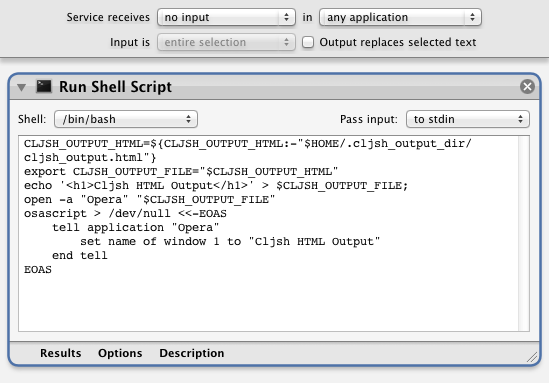 Service receives no input in any application
Input is entire selection Output replaces selected text
Run Shell Script
Shell: /bin/bash Pass input: to stdin
CLJSH_OUTPUT_HTML=${CLJSH_OUTPUT_HTML:-"$HOME/.cljsh_output_dir/
cljsh_output.html"}
export CLJSH_OUTPUT_FILE="$CLJSH_OUTPUT_HTML"
echo '<h1>Cljsh HTML Output</h1>' > $CLJSH_OUTPUT_FILE;
open -a "Opera" "$CLJSH_OUTPUT_FILE"
osascript > /dev/null <<-EOAS
    tell application "Opera"
        set name of window 1 to "Cljsh HTML Output"
    end tell
EOAS
Results Options Description